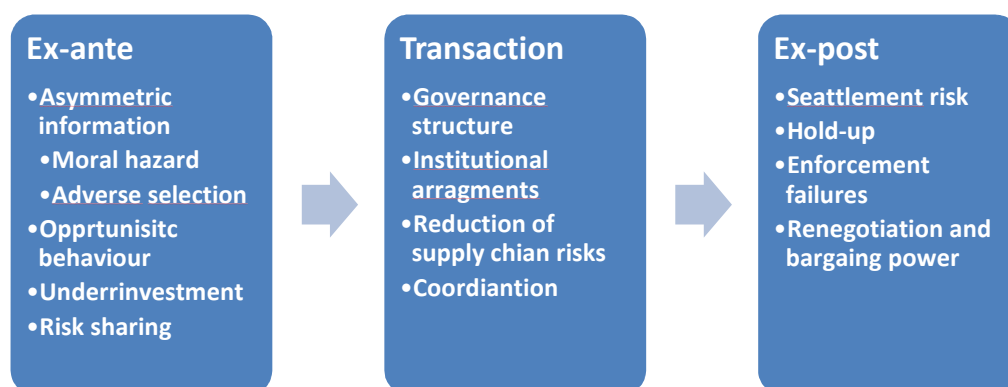 Ex-ante
•Asymmetric
information
•Moral hazard
•Adverse selection
•Opprtunisitc
behaviour
•Underrinvestment
•Risk sharing
Transaction
•Governance
structure
•Institutional
arragments
•Reduction of
supply chian risks
•Coordiantion
Ex-post
•Seattlement risk
•Hold-up
•Enforcement
failures
•Renegotiation and
bargaing power